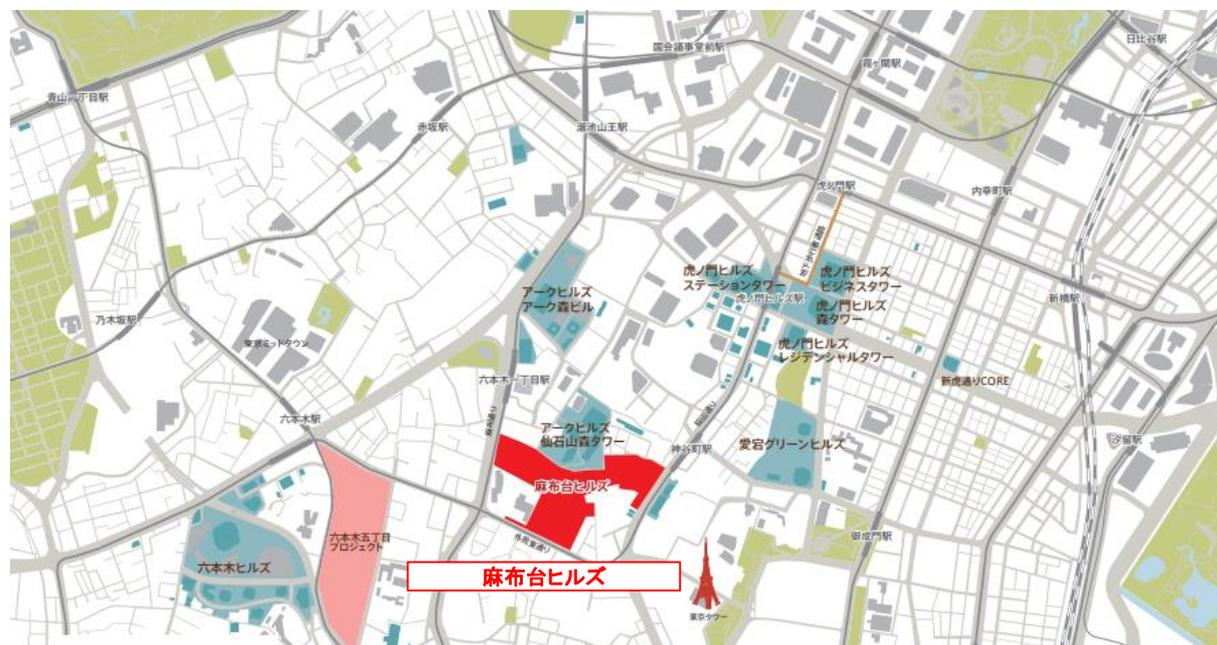 日比谷駅
国会議事堂前駅
霞ヶ関駅
青山一丁目駅
赤坂駅
溜池山王駅
虎ノ門駅
内幸町駅
虎ノ門ヒルズ
ステーションタワー
虎ノ門ヒルズ
ビジネスタワー
アークヒルズ
アーク森ビル
虎ノ門ヒルズ駅
新橋駅
虎ノ門ヒルズ
森タワー
乃木坂駅
東京ミッドタウン
虎ノ門ヒルズ
レジデンシャルタワー
六本木一丁目駅
新虎通りCORE
六本木駅
麻布通り
桜田通り
アークヒルズ
仙石山森タワー
神谷町駅
愛宕グリーンヒルズ
汐留駅
麻布台ヒルズ
外苑東通り
六本木五丁目
プロジェクト
御成門駅
六本木ヒルズ
麻布台ヒルズ
東京タワー